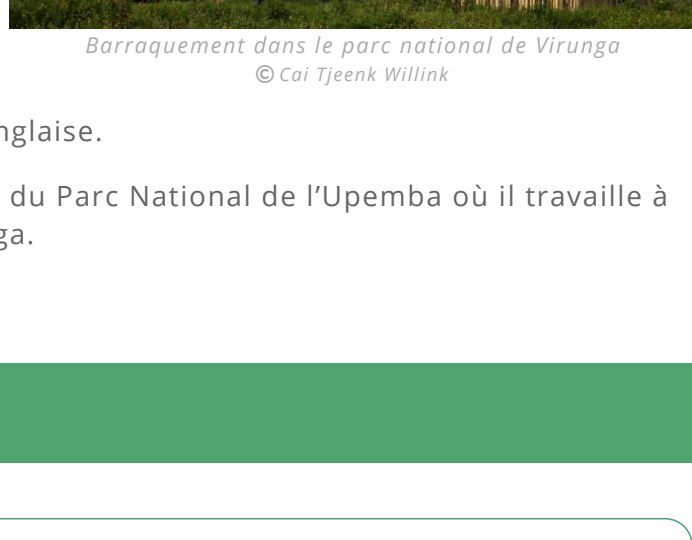 Barraquement dans le parc national de Virunga
© Cai Tjeenk Willink
nglaise.
du Parc National de l’Upemba où il travaille à
ga.